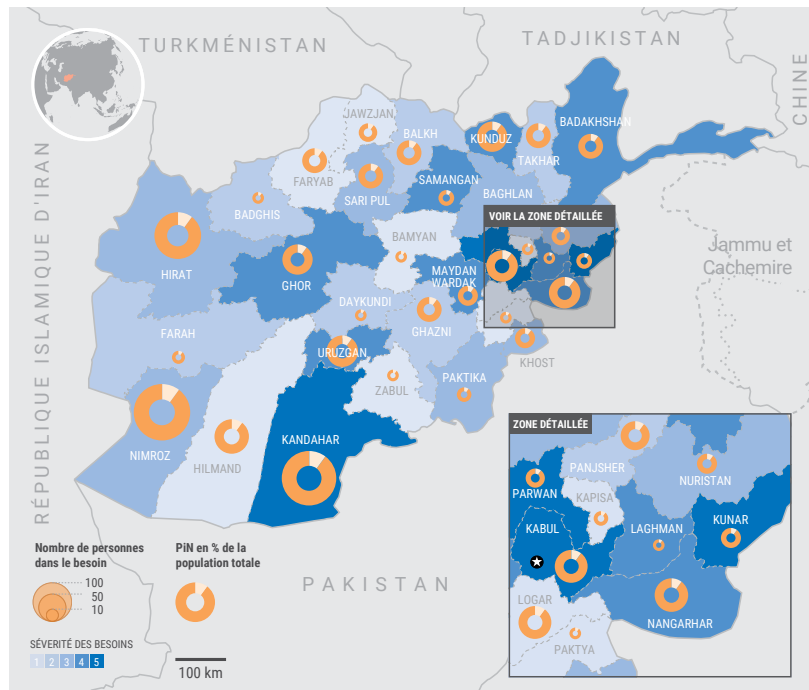 TURKMÉNISTAN
TADJIKISTAN
CHINE
RÉPUBLIQUE ISLAMIQUE D'IRAN
JAWZJAN
BALKH
KUNDUZ
BADAKHSHAN
TAKHAR
FARYAB
SARI PUL
SAMANGAN
BAGHLAN
BADGHIS
VOIR LA ZONE DÉTAILLÉE
BAMYAN
HIRAT
GHOR
MAYDAN
WARDAK
Jammu et
Cachemire
DAYKUNDI
GHAZNI
FARAH
URUZGAN
KHOST
ZABUL
PAKTIKA
NIMROZ
HILMAND
KANDAHAR
PAKISTAN
ZONE DÉTAILLÉE
PANJSHER
NURISTAN
PARWAN
KAPISA
KABUL
LAGHMAN
KUNAR
LOGAR
NANGARHAR
PAKTYA
Nombre de personnes
dans le besoin
100
50
10
PiN en % de la
population totale
SÉVERITÉ DES BESOINS
1 2 3 4 5
100 km